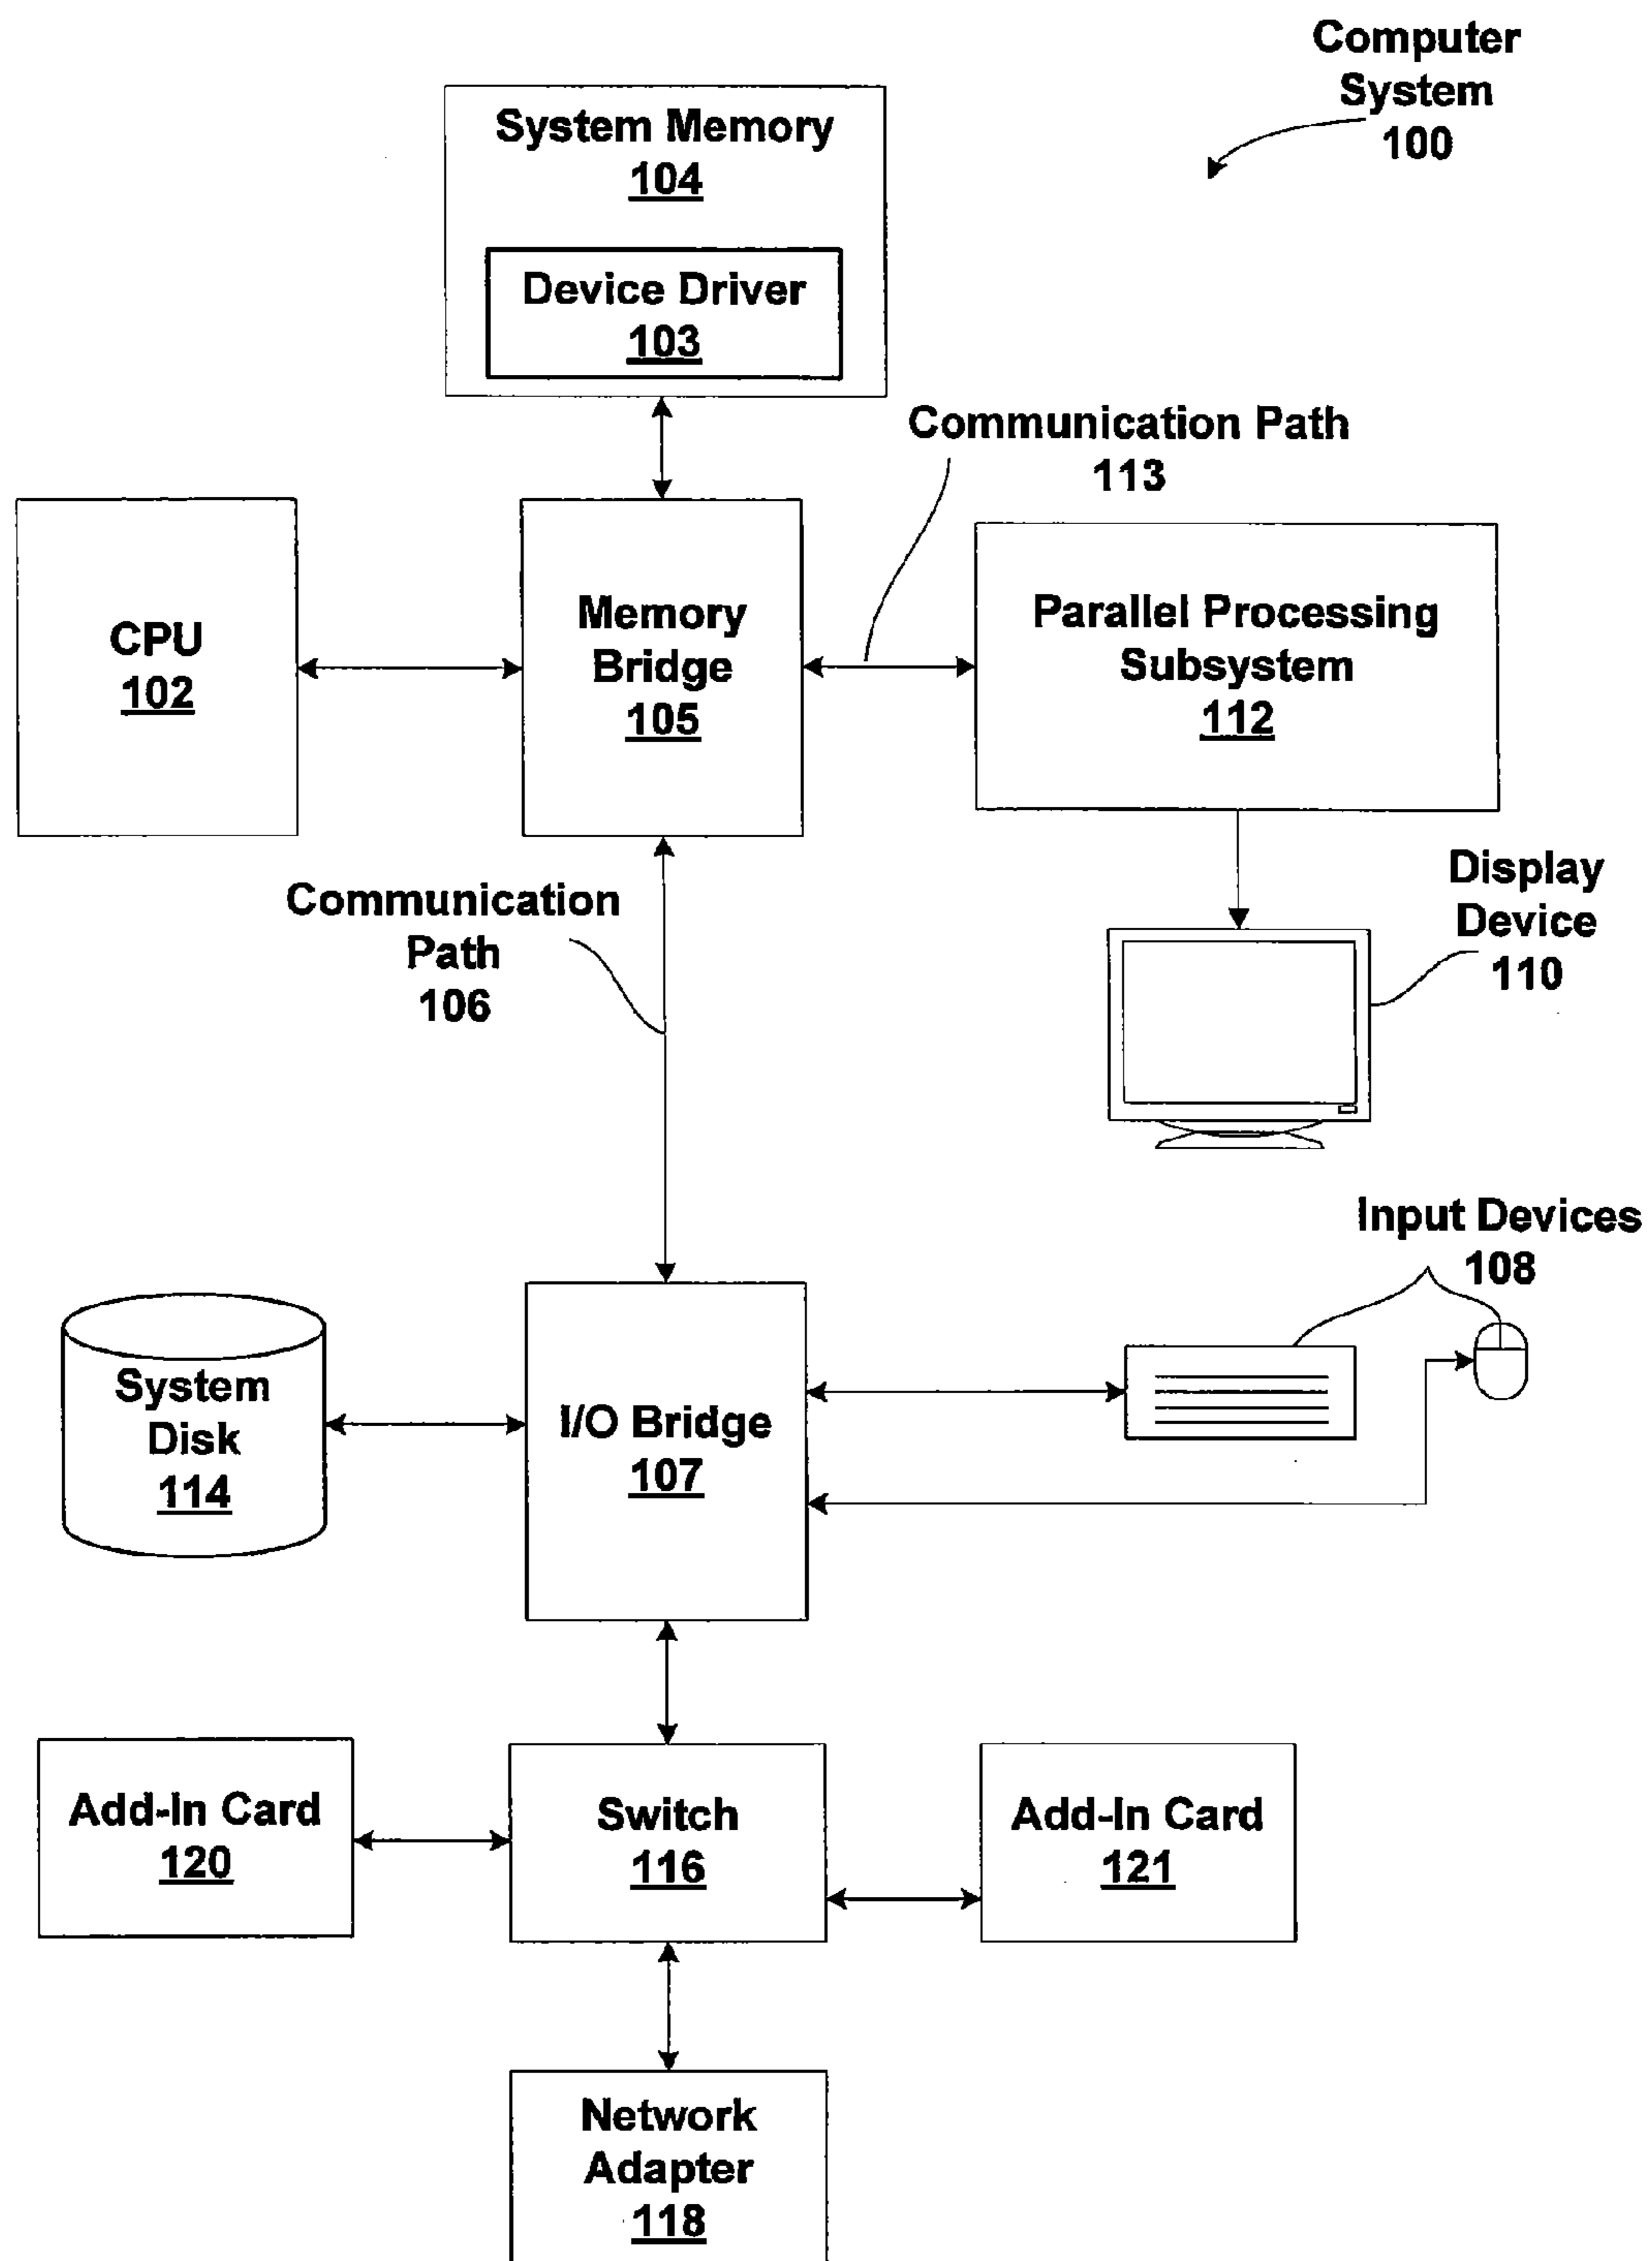 Computer
System
100
System Memory
104
Device Driver
103
Communication Path
113
CPU
102
Memory
Bridge
105
Parallel Processing
Subsystem
112
Communication
Path
106
Display
Device
110
Input Devices
108
System
Disk
114
I/O Bridge
107
Add-In Card
120
Switch
116
Add-In Card
121
Network
Adapter
118